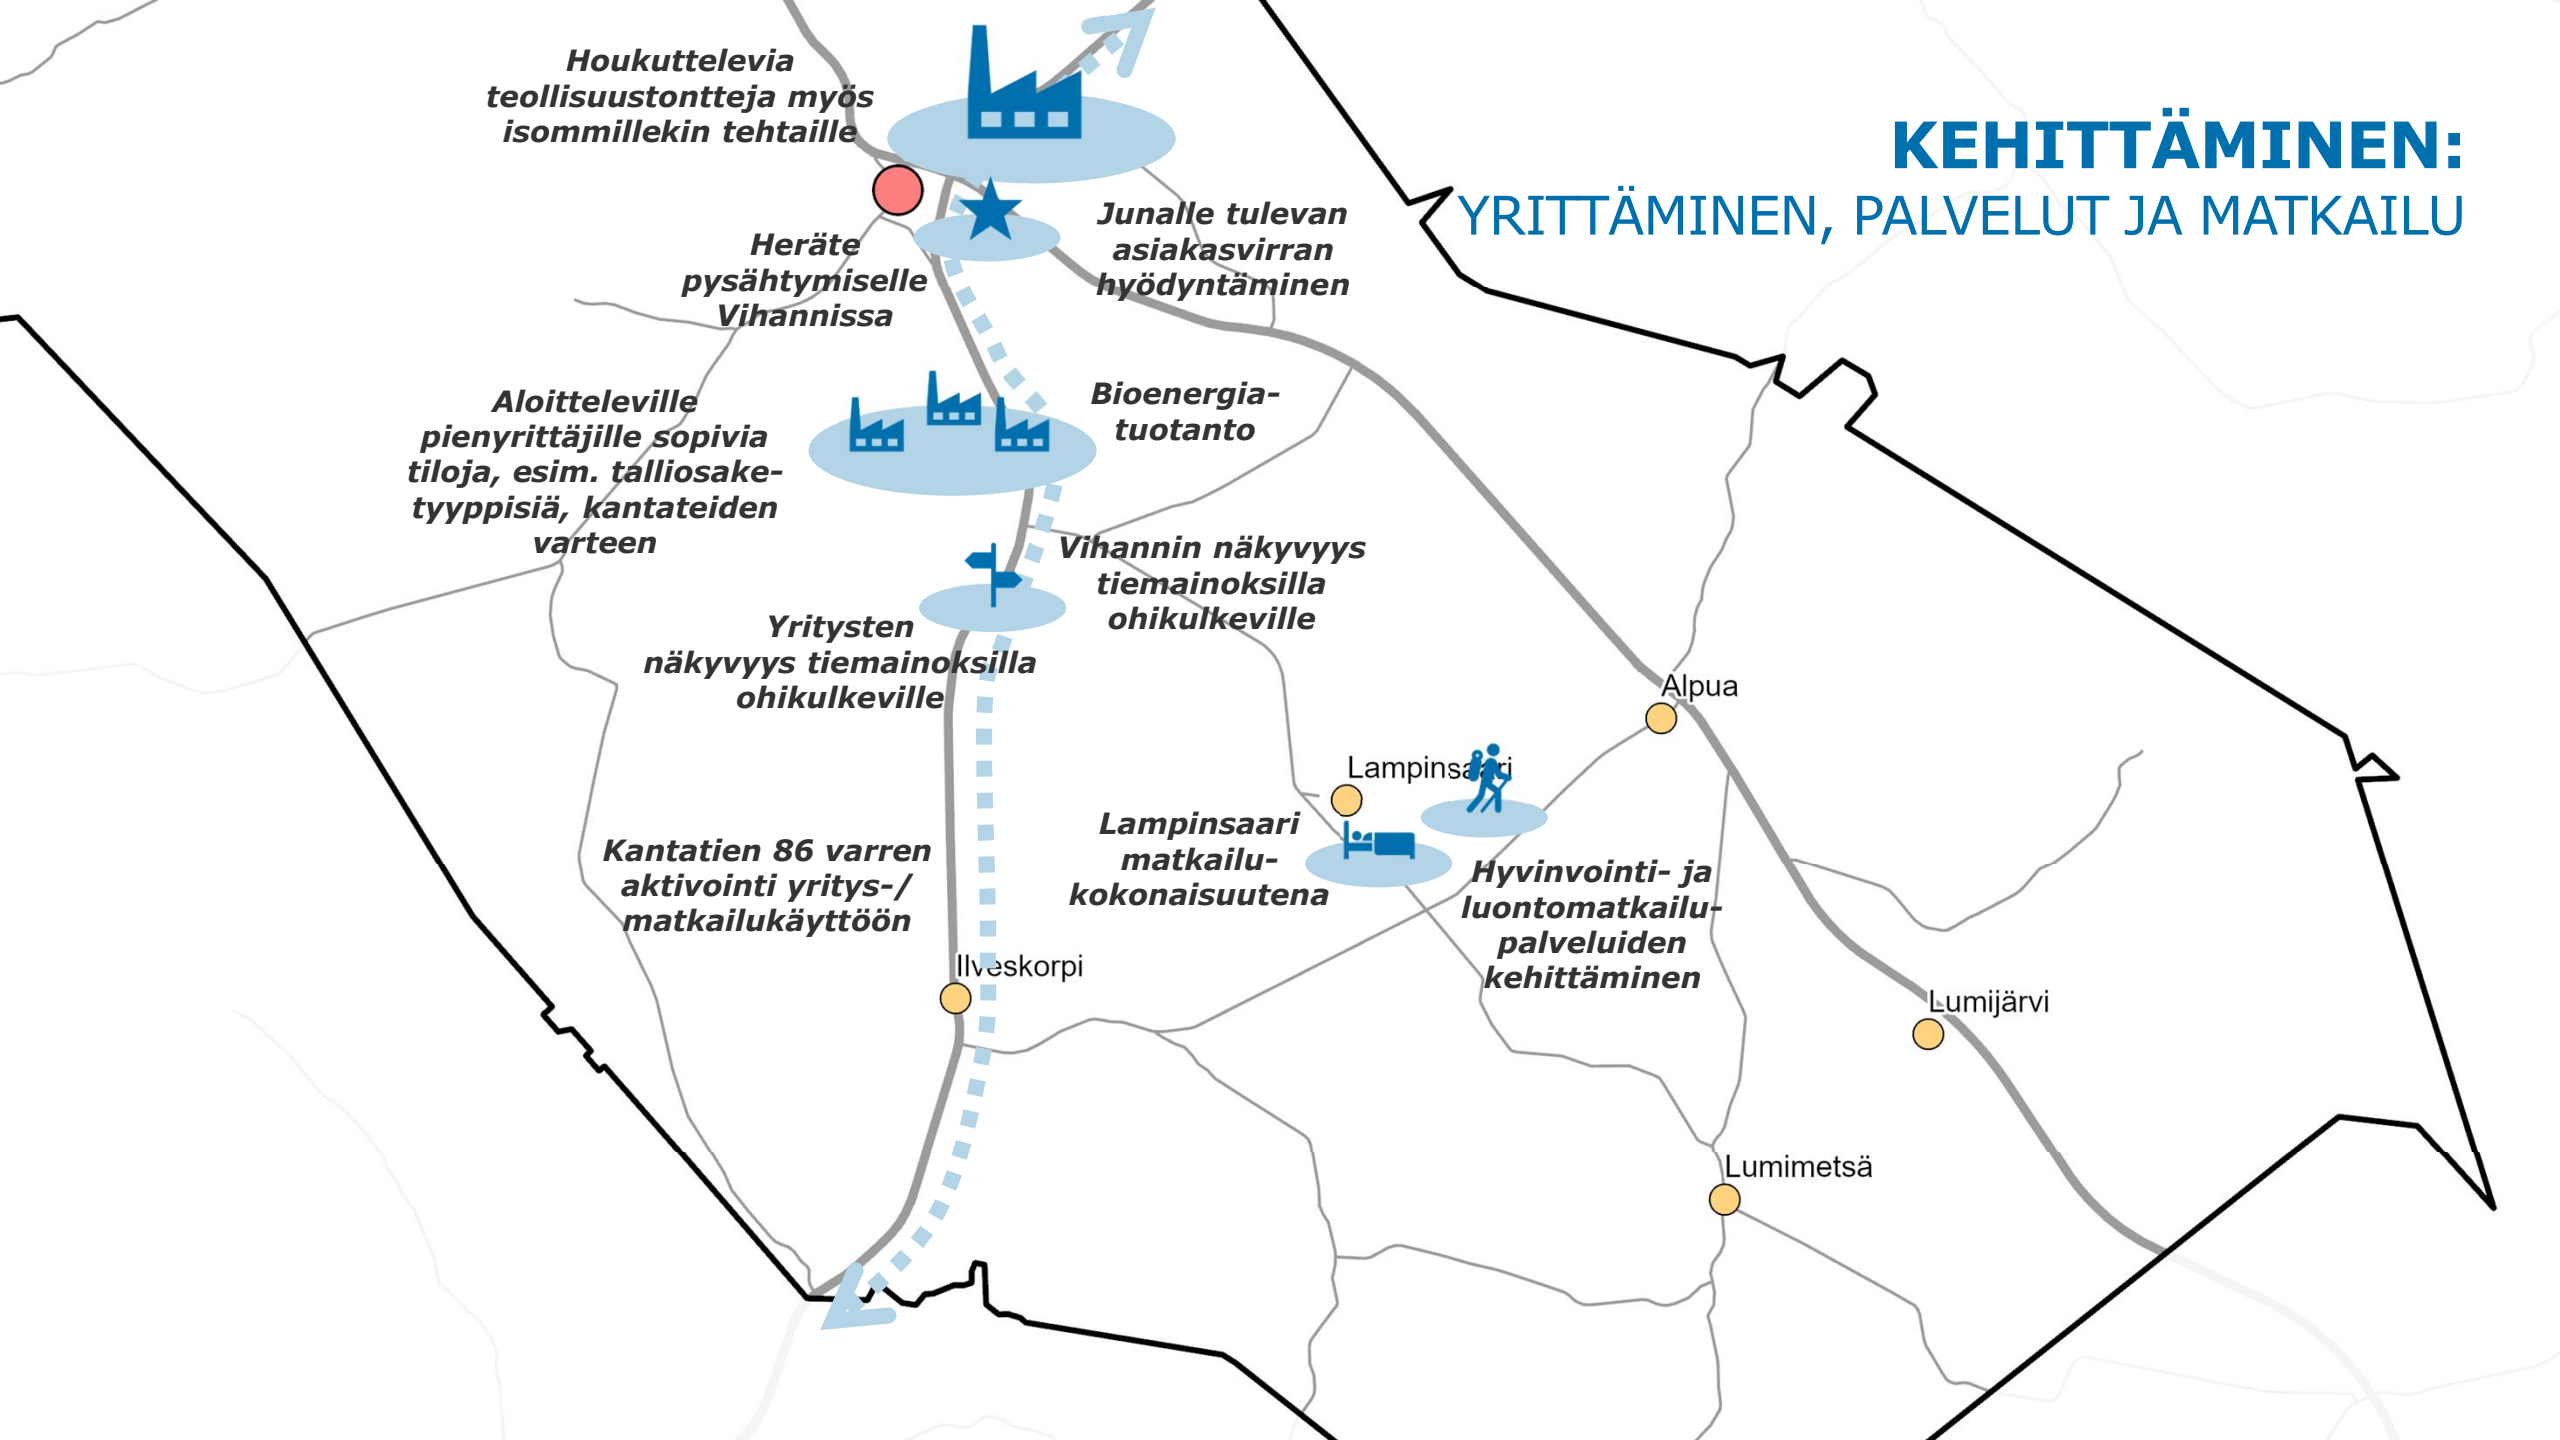 KEHITTÄMINEN:
YRITTÄMINEN, PALVELUT JA MATKAILU
Houkuttelevia
teollisuustontteja myös
isommillekin tehtaille
Junalle tulevan
asiakasvirran
hyödyntäminen
Heräte
pysähtymiselle
Vihannissa
Aloitteleville
pienyrittäjille sopivia
tiloja, esim. talliosake-
tyyppisiä, kantateiden
varteen
Bioenergia-
tuotanto
Vihannin näkyvyys
tiemainoksilla
ohikulkeville
Yritysten
näkyvyys tiemainoksilla
ohikulkeville
Alpua
Lampinsaari
Lampinsaari
matkailu-
kokonaisuutena
Kantatien 86 varren
aktivointi yritys-/
matkailukäyttöön
Hyvinvointi- ja
luontomatkailu-
palveluiden
kehittäminen
Ilveskorpi
Lumijärvi
Lumimetsä